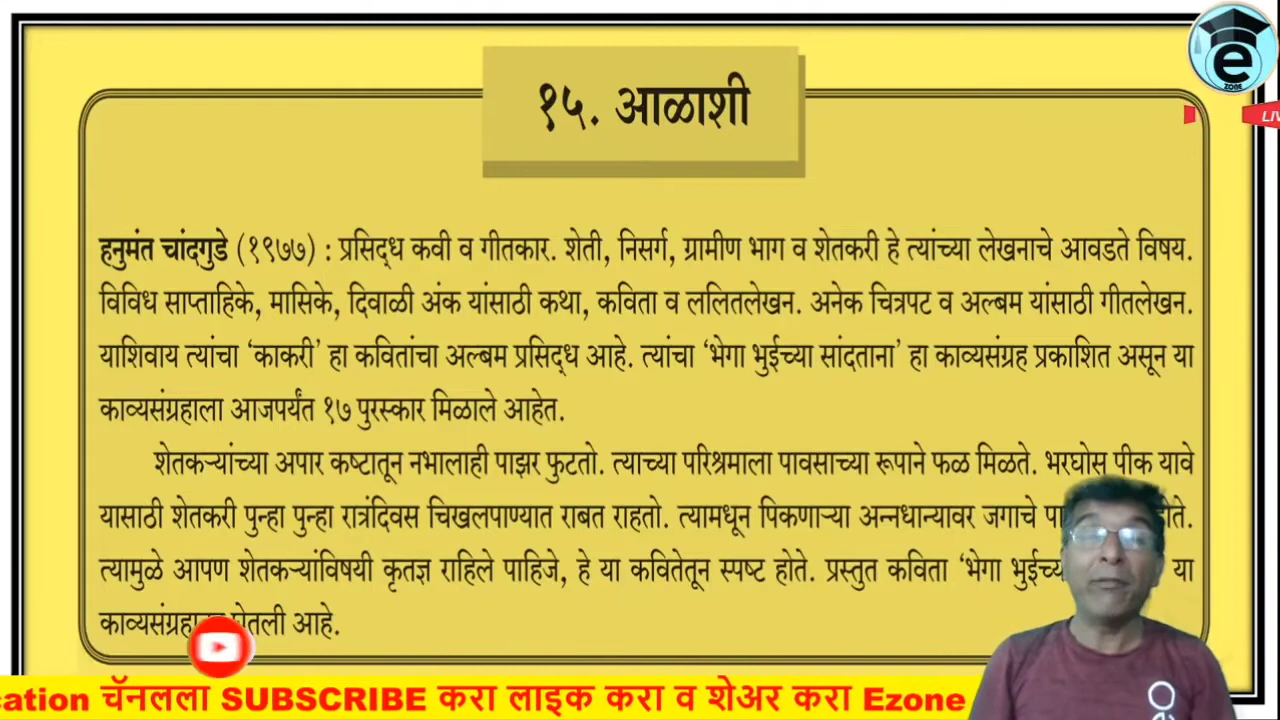 e
ZONE
१५. आळाशी
LIV
हनुमंत चांदगुडे (१९७७) : प्रसिद्ध कवी व गीतकार. शेती, निसर्ग, ग्रामीण भाग व शेतकरी हे त्यांच्या लेखनाचे आवडते विषय.
विविध साप्ताहिके, मासिके, दिवाळी अंक यांसाठी कथा, कविता व ललितलेखन. अनेक चित्रपट व अल्बम यांसाठी गीतलेखन.
याशिवाय त्यांचा ‘काकरी’ हा कवितांचा अल्बम प्रसिद्ध आहे. त्यांचा ‘भेगा भुईच्या सांदताना’ हा काव्यसंग्रह प्रकाशित असून या
काव्यसंग्रहाला आजपर्यंत १७ पुरस्कार मिळाले आहेत.
शेतकऱ्यांच्या अपार कष्टातून नभालाही पाझर फुटतो. त्याच्या परिश्रमाला पावसाच्या रूपाने फळ मिळते. भरघोस पीक यावे
यासाठी शेतकरी पुन्हा पुन्हा रात्रंदिवस चिखलपाण्यात राबत राहतो. त्यामधून पिकणाऱ्या अन्नधान्यावर जगाचे
त्यामुळे आपण शेतकऱ्यांविषयी कृतज्ञ राहिले पाहिजे, हे या कवितेतून स्पष्ट होते. प्रस्तुत कविता ‘भेगा या
आहे.
cation चॅनलला SUBSCRIBE करा लाइक करा व शेअर करा Ezone